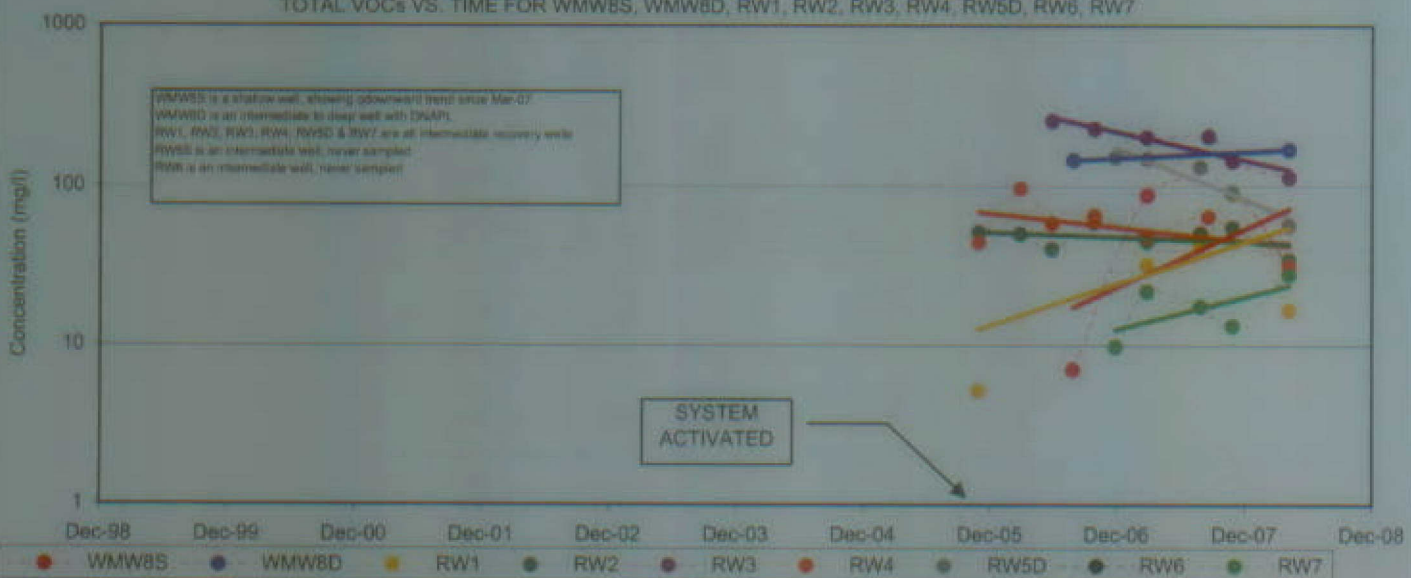 TOTAL VOCs VS. TIME FOR WMW8S, WMW8D, RW1, RW2, RW3, RW4, RW5D, RW6, RW7
1000
WMW8S is a shallow well, showing odownward trend since Mar-07
WMW8D is an intermediate to deep well with DNAPL
RW1, RW2, RW3, RW4, RW5D & RW7 are all intermediate recovery wells
RW5S is an intermediate well, never sampled
RW6 is an intermediate well, never sampled
100
Concentration (mg/l)
10
SYSTEM
ACTIVATED
1
Dec-98 Dec-99 Dec-00 Dec-01 Dec-02 Dec-03 Dec-04 Dec-05 Dec-06 Dec-07 Dec-08
WMW8S WMW8D RW1 RW2 RW3 RW4 RW5D RW6 RW7